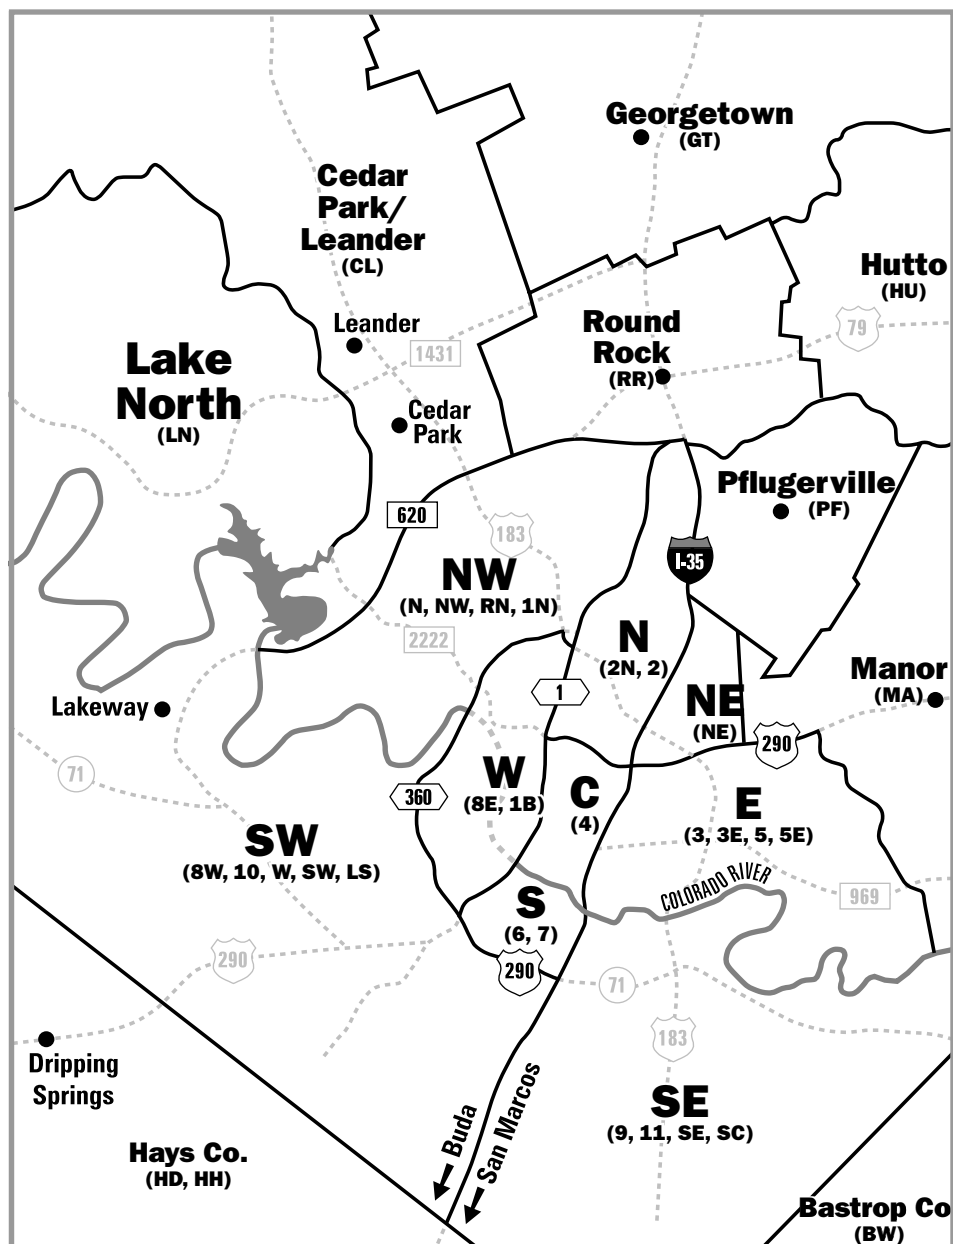 Georgetown
(GT)
Cedar
Park/
Leander
(CL)
Hutto
(HU)
Leander
Round
Rock
(RR)
79
1431
Lake
North
(LN)
Cedar
Park
Pflugerville
(PF)
620
183
I-35
NW
(N, NW, RN, 1N)
2222
N
(2N, 2)
Manor
(MA)
1
NE
(NE)
Lakeway
290
71
W
(8E, 1B)
360
C
(4)
E
(3, 3E, 5, 5E)
SW
(8W, 10, W, SW, LS)
COLORADO RIVER
969
S
(6, 7)
290
290
71
183
Dripping
Springs
Buda
San Marcos
SE
(9, 11, SE, SC)
Hays Co.
(HD, HH)
Bastrop Co
(BW)